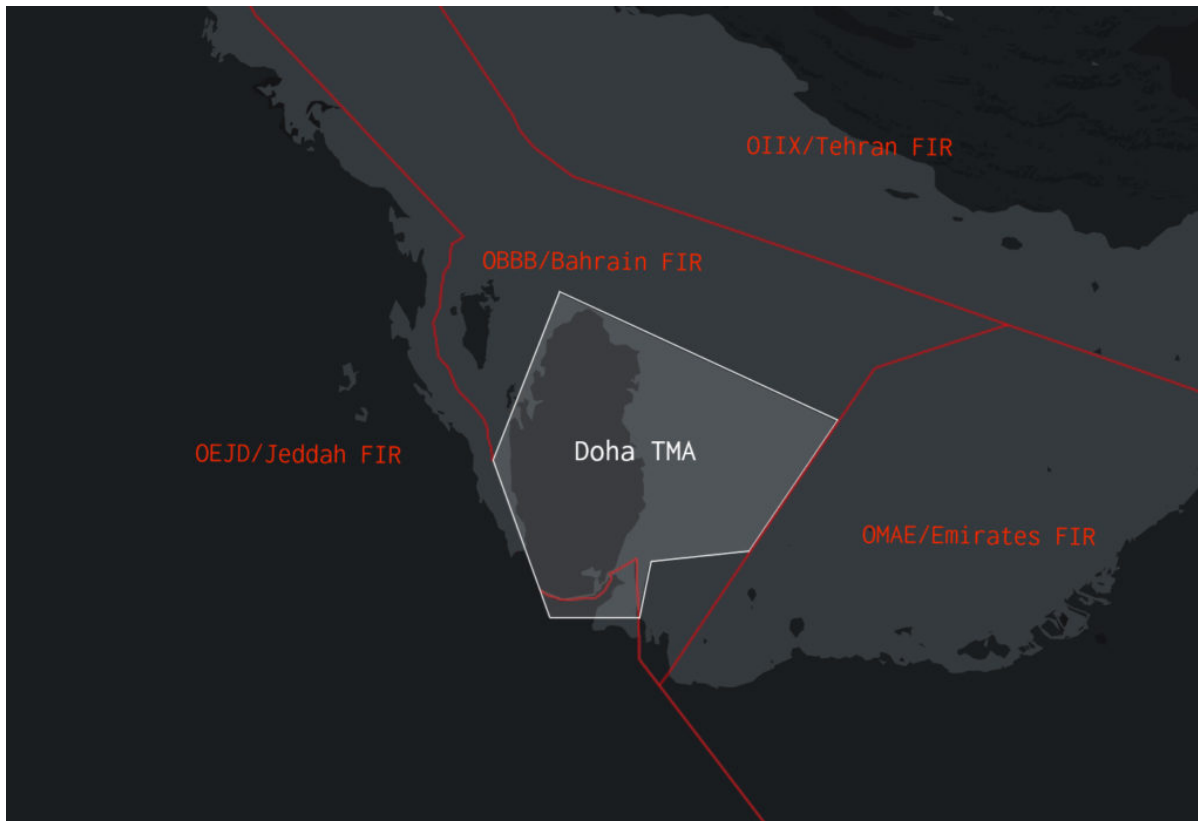 OIIX/Tehran FIR
OBBB/Bahrain FIR
OEJD/Jeddah FIR
Doha TMA
OMAE/Emirates FIR